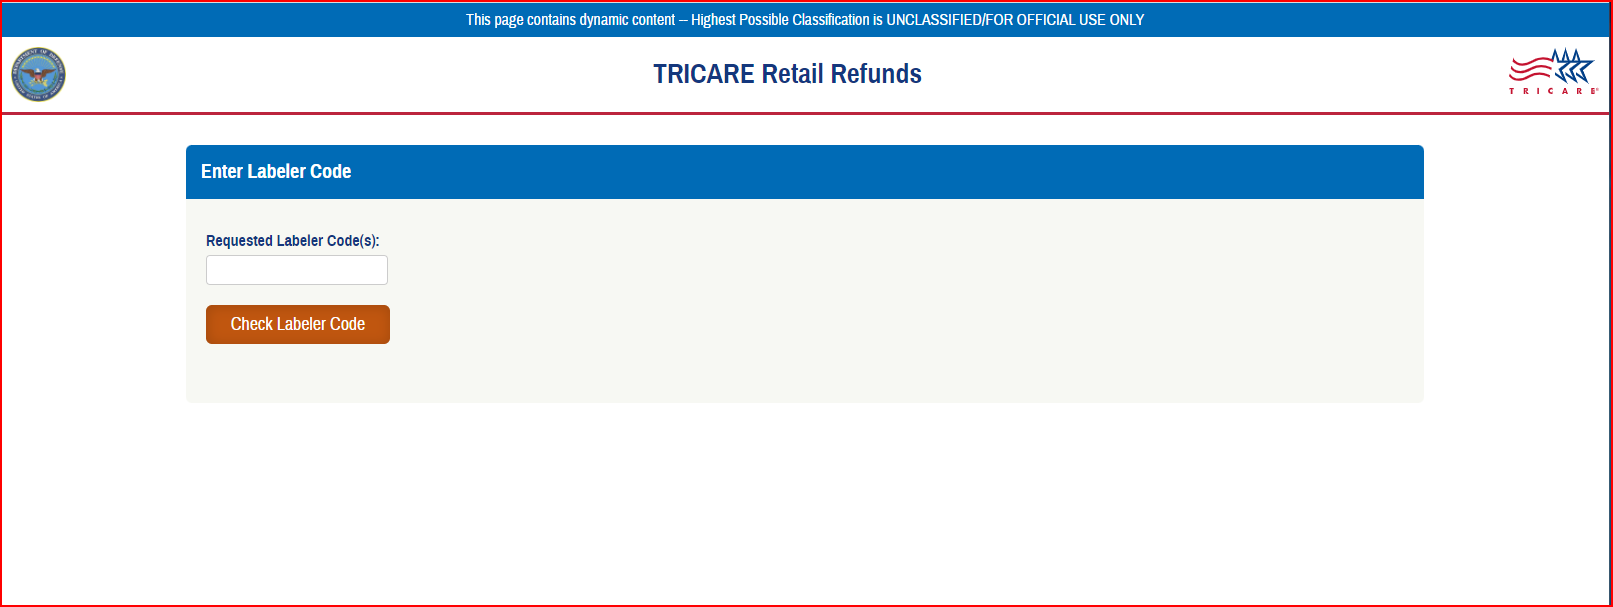 This page contains dynamic content – Highest Possible Classification is UNCLASSIFIED/FOR OFFICIAL USE ONLY
TRICARE Retail Refunds
TRICARE®
Enter Labeler Code
Requested Labeler Code(s):
Check Labeler Code